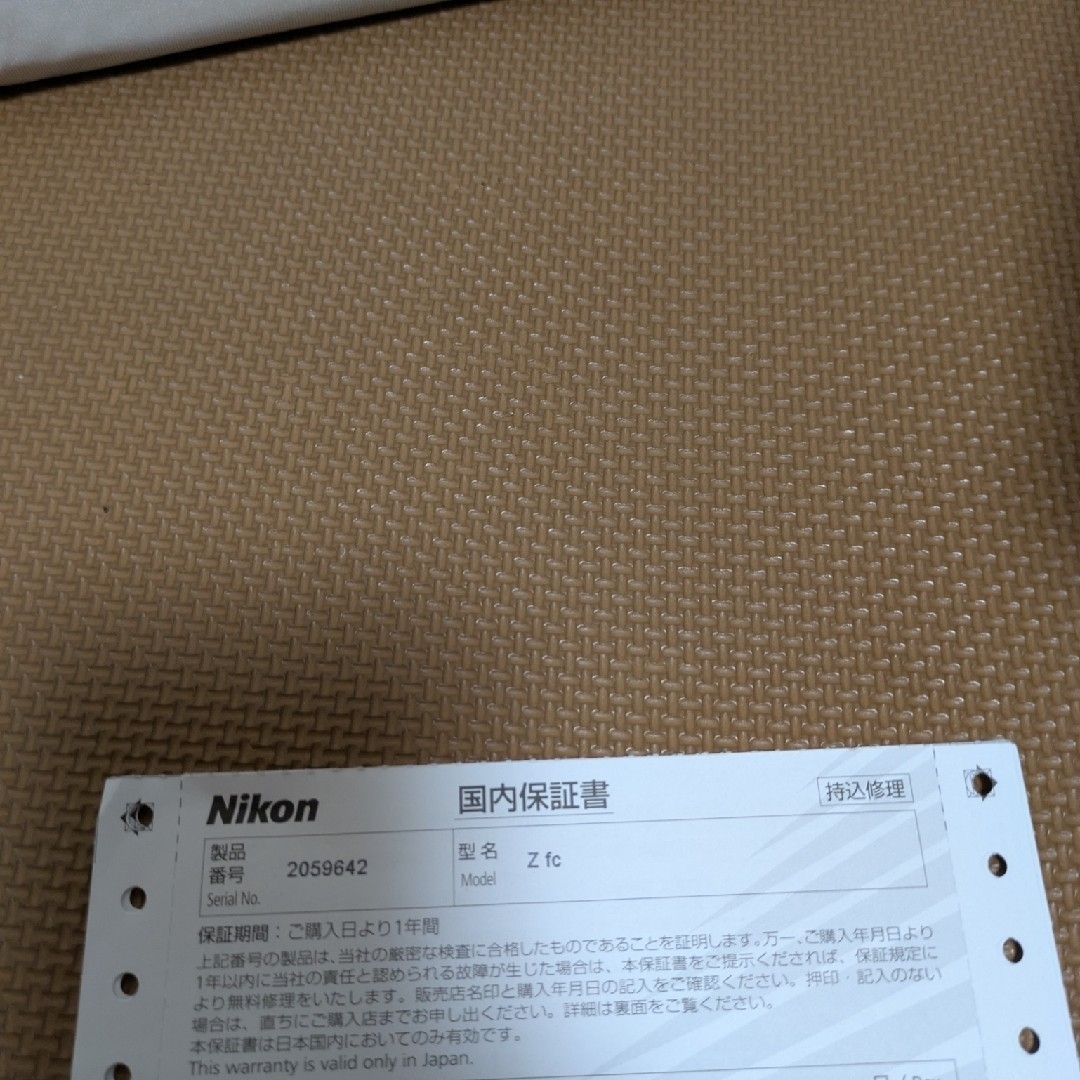 Nikon 国内保証書 持込修理
製品 番号 Serial No. 2059642 型名 Model Z fc
保証期間：ご購入日より1年間
上記番号の製品は、当社の厳密な検査に合格したものであることを証明します。万一、ご購入年月日より
1年以内に当社の責任と認められる故障が生じた場合は、本保証書をご提示くだされば、保証規定に
より無料修理をいたします。販売店名印と購入年月日の記入をご確認ください。押印・記入のない
場合は、直ちにご購入店までお申し出ください。詳細は裏面をご覧ください。
本保証書は日本国内においてのみ有効です。
This warranty is valid only in Japan.